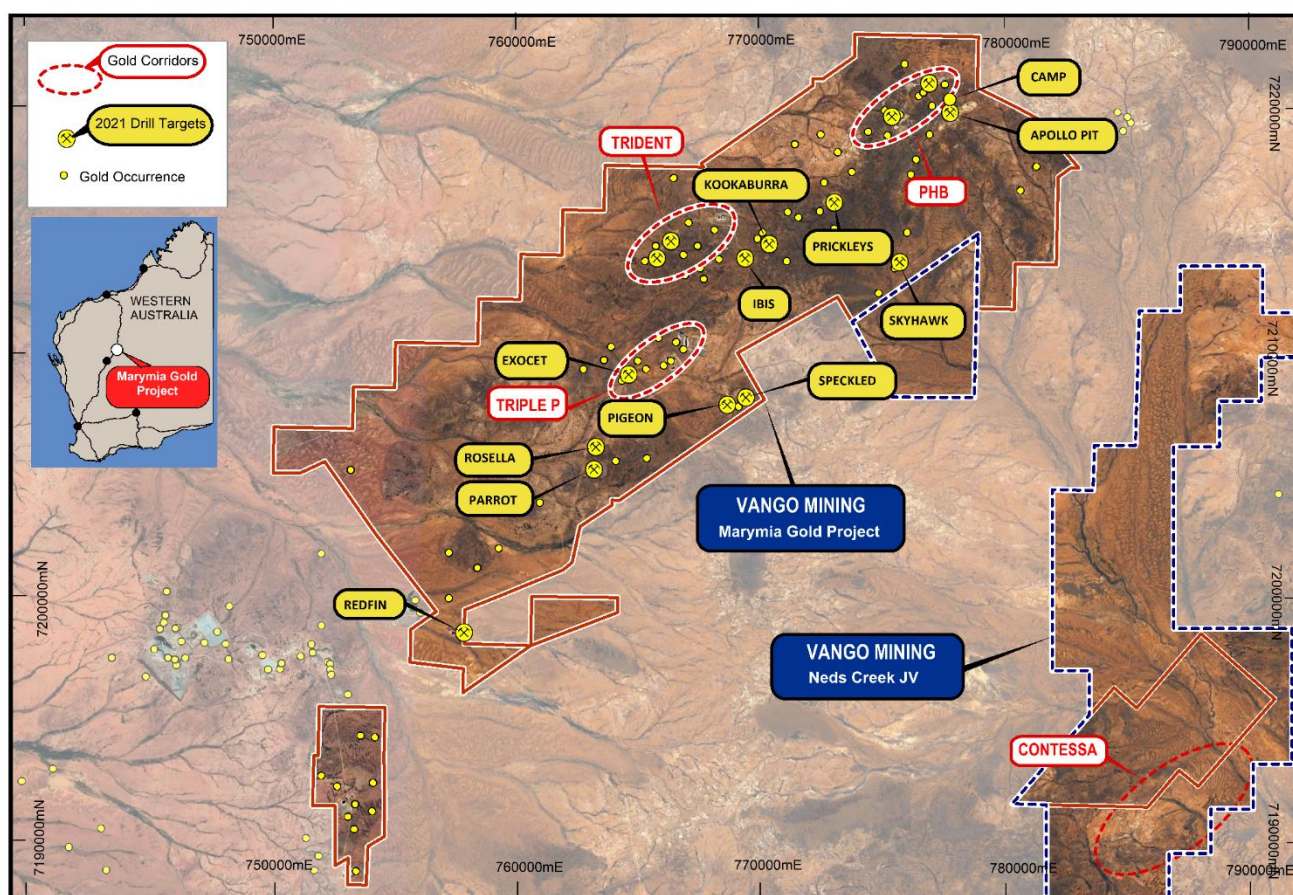 750000mE
760000mE
770000mE
780000mE
790000mE
Gold Corridors
2021 Drill Targets
Gold Occurrence
WESTERN
AUSTRALIA
Marymia Gold
Project
CAMP
7220000mN
APOLLO PIT
TRIDENT
KOOKABURRA
PHB
PRICKLEYS
IBIS
SKYHAWK
7210000mN
EXOCET
SPECKLED
TRIPLE P
PIGEON
ROSELLA
PARROT
VANGO MINING
Marymia Gold Project
REDFIN
7200000mN
7200000mN
VANGO MINING
Neds Creek JV
CONTESSA
7190000mN
7190000mN
750000mE
760000mE
770000mE
780000mE
790000mE